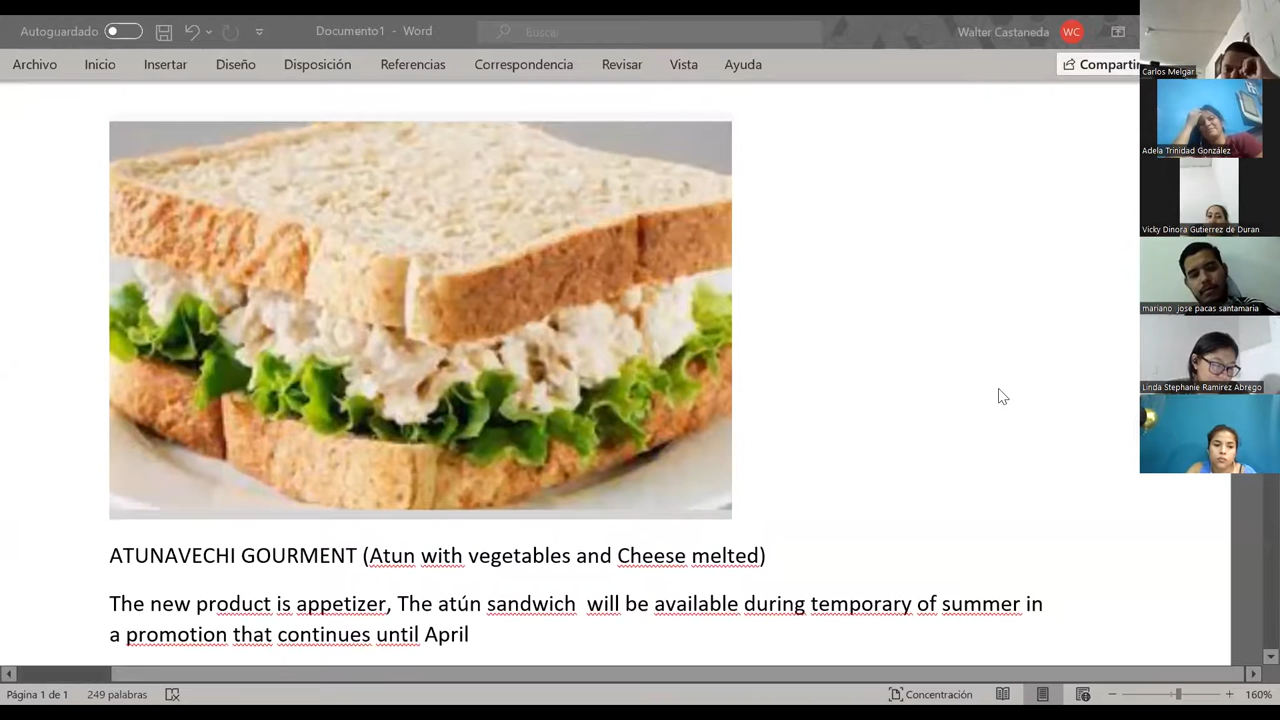 Autoguardado
Documento1 - Word
Buscar
Walter Castaneda
WC
Archivo
Inicio
Insertar
Diseño
Disposición
Referencias
Correspondencia
Revisar
Vista
Ayuda
Compartir
Carlos Melgar
Adela Trinidad González
Vicky Dinora Gutierrez de Duran
mariano jose pacas santamaria
Linda Stephanie Ramirez Abrego
ATUNAVECHI GOURMENT (Atun with vegetables and Cheese melted)
The new product is appetizer, The atún sandwich will be available during temporary of summer in
a promotion that continues until April
Página 1 de 1
249 palabras
Concentración
160%